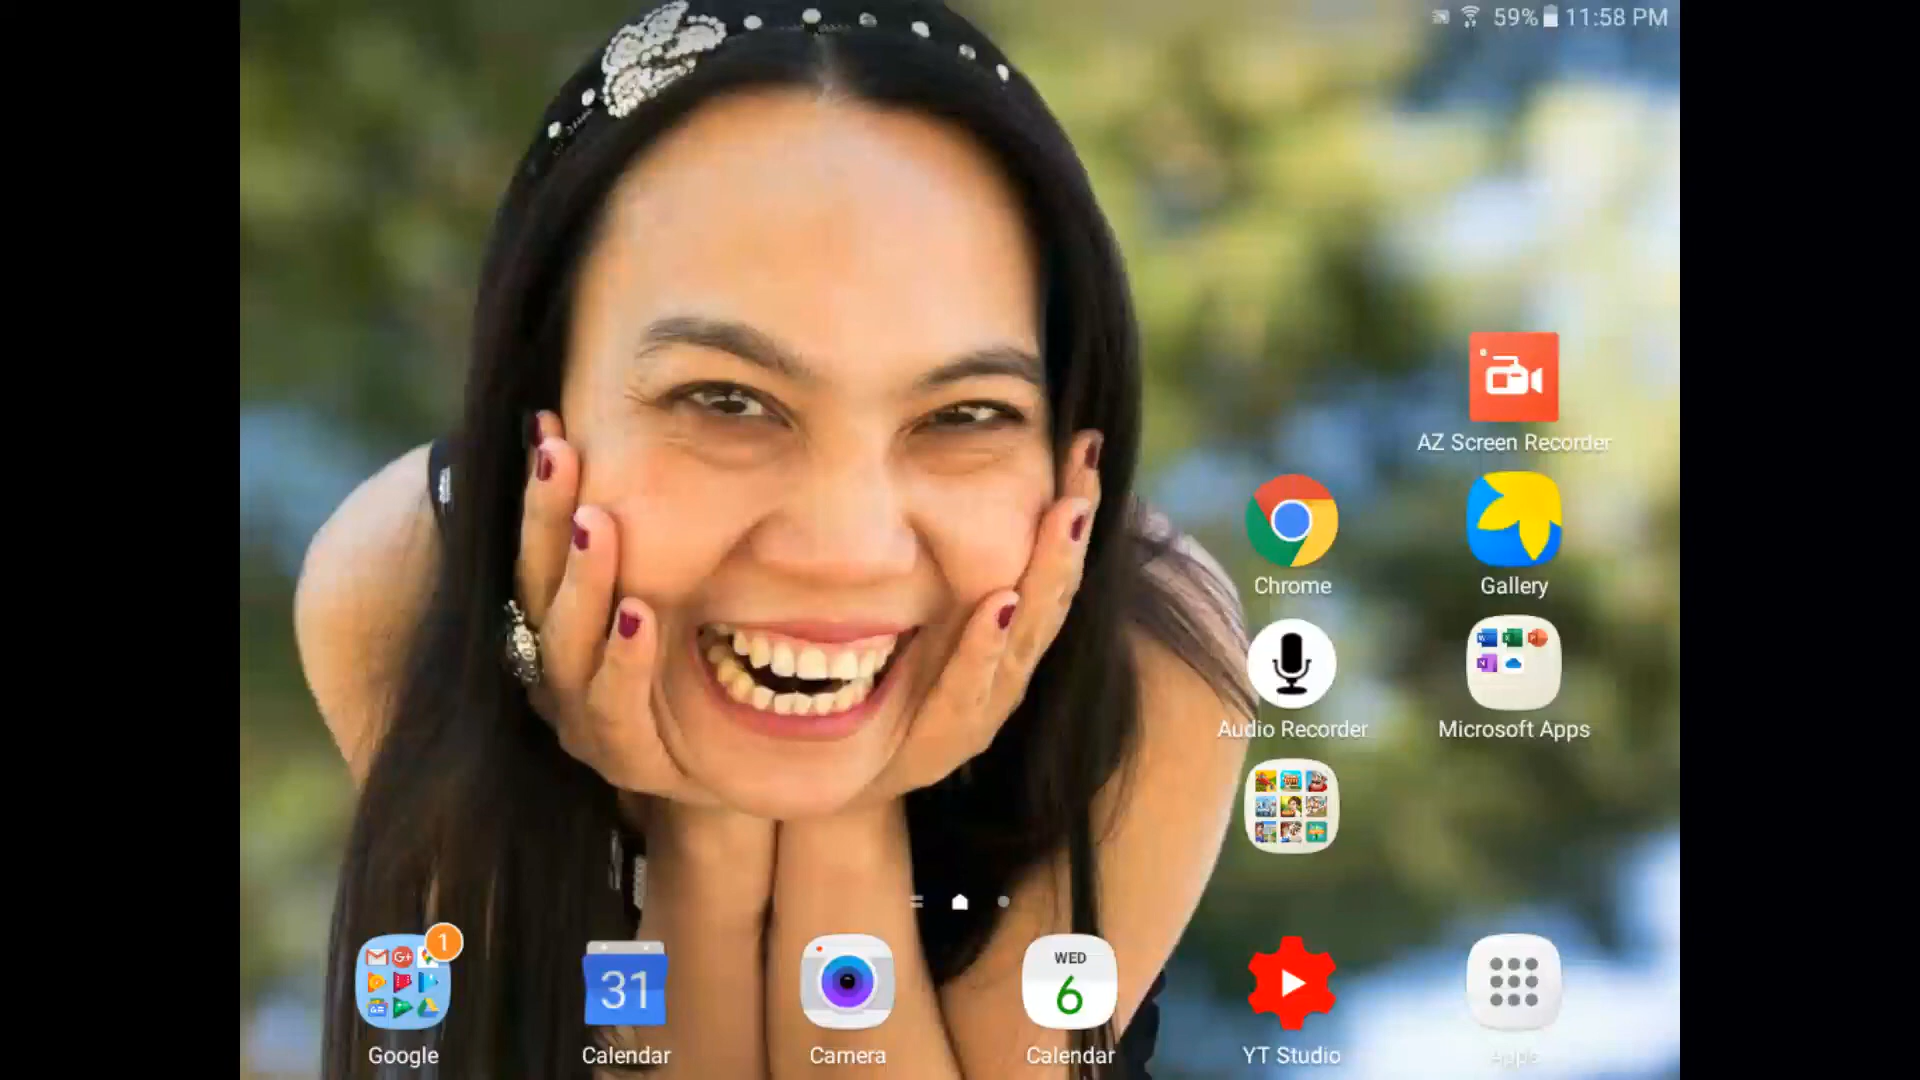 59% 11:58 PM
AZ Screen Recorder
Chrome
Gallery
Audio Recorder
Microsoft Apps
1
31
WED
6
Google
Calendar
Camera
Calendar
YT Studio
Apps